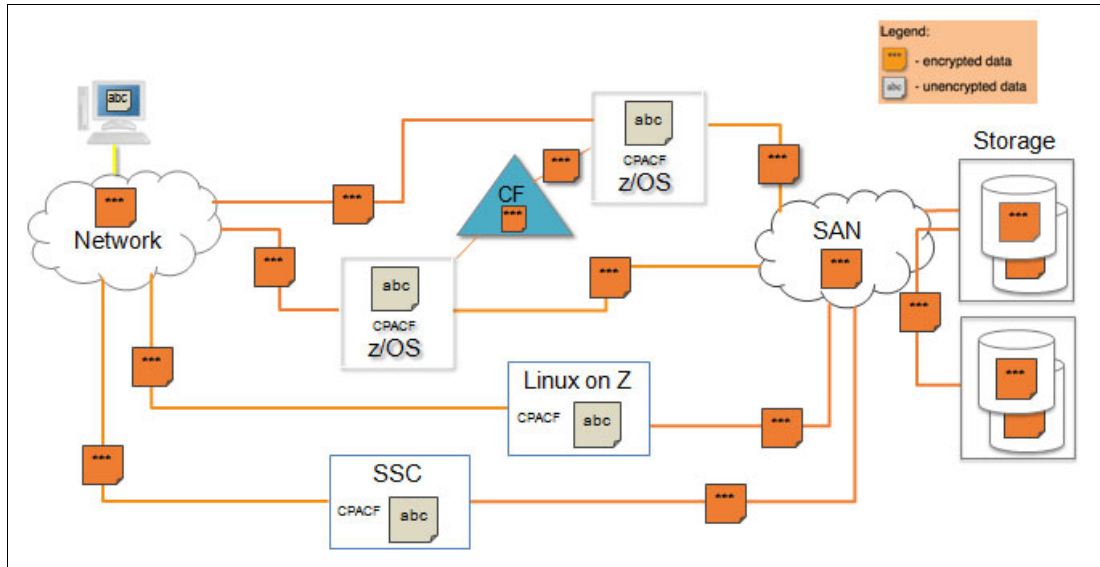 Legend:
*** - encrypted data
abc - unencrypted data
abc
***
Network
***
***
abc
CPACF
z/OS
***
CF
***
abc
CPACF
z/OS
***
***
SAN
***
Storage
***
***
***
***
***
***
Linux on Z
CPACF
abc
***
***
SSC
CPACF
abc
***